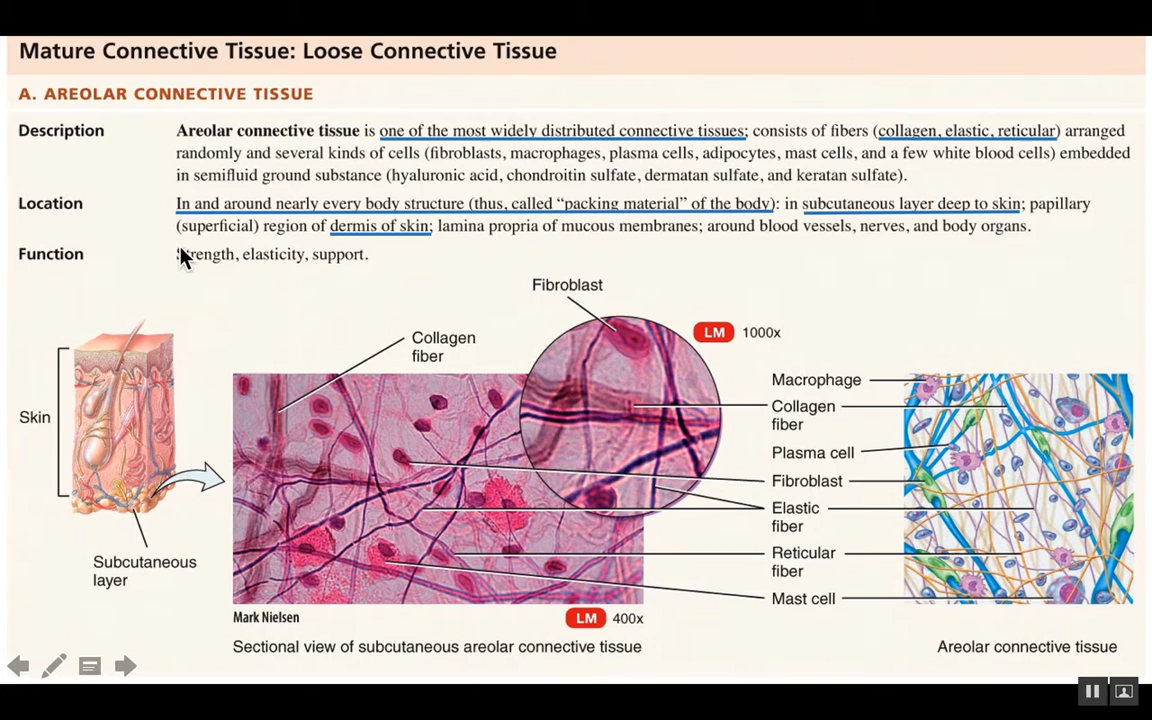 Mature Connective Tissue: Loose Connective Tissue
A. AREOLAR CONNECTIVE TISSUE
Description
Areolar connective tissue is one of the most widely distributed connective tissues; consists of fibers (collagen, elastic, reticular) arranged
randomly and several kinds of cells (fibroblasts, macrophages, plasma cells, adipocytes, mast cells, and a few white blood cells) embedded
in semifluid ground substance (hyaluronic acid, chondroitin sulfate, dermatan sulfate, and keratan sulfate).
Location
In and around nearly every body structure (thus, called “packing material” of the body): in subcutaneous layer deep to skin; papillary
(superficial) region of dermis of skin; lamina propria of mucous membranes; around blood vessels, nerves, and body organs.
Function
Strength, elasticity, support.
Fibroblast
LM 1000x
Collagen
fiber
Skin
Subcutaneous
layer
Macrophage
Collagen
fiber
Plasma cell
Fibroblast
Elastic
fiber
Reticular
fiber
Mast cell
Mark Nielsen
LM 400x
Sectional view of subcutaneous areolar connective tissue
Areolar connective tissue